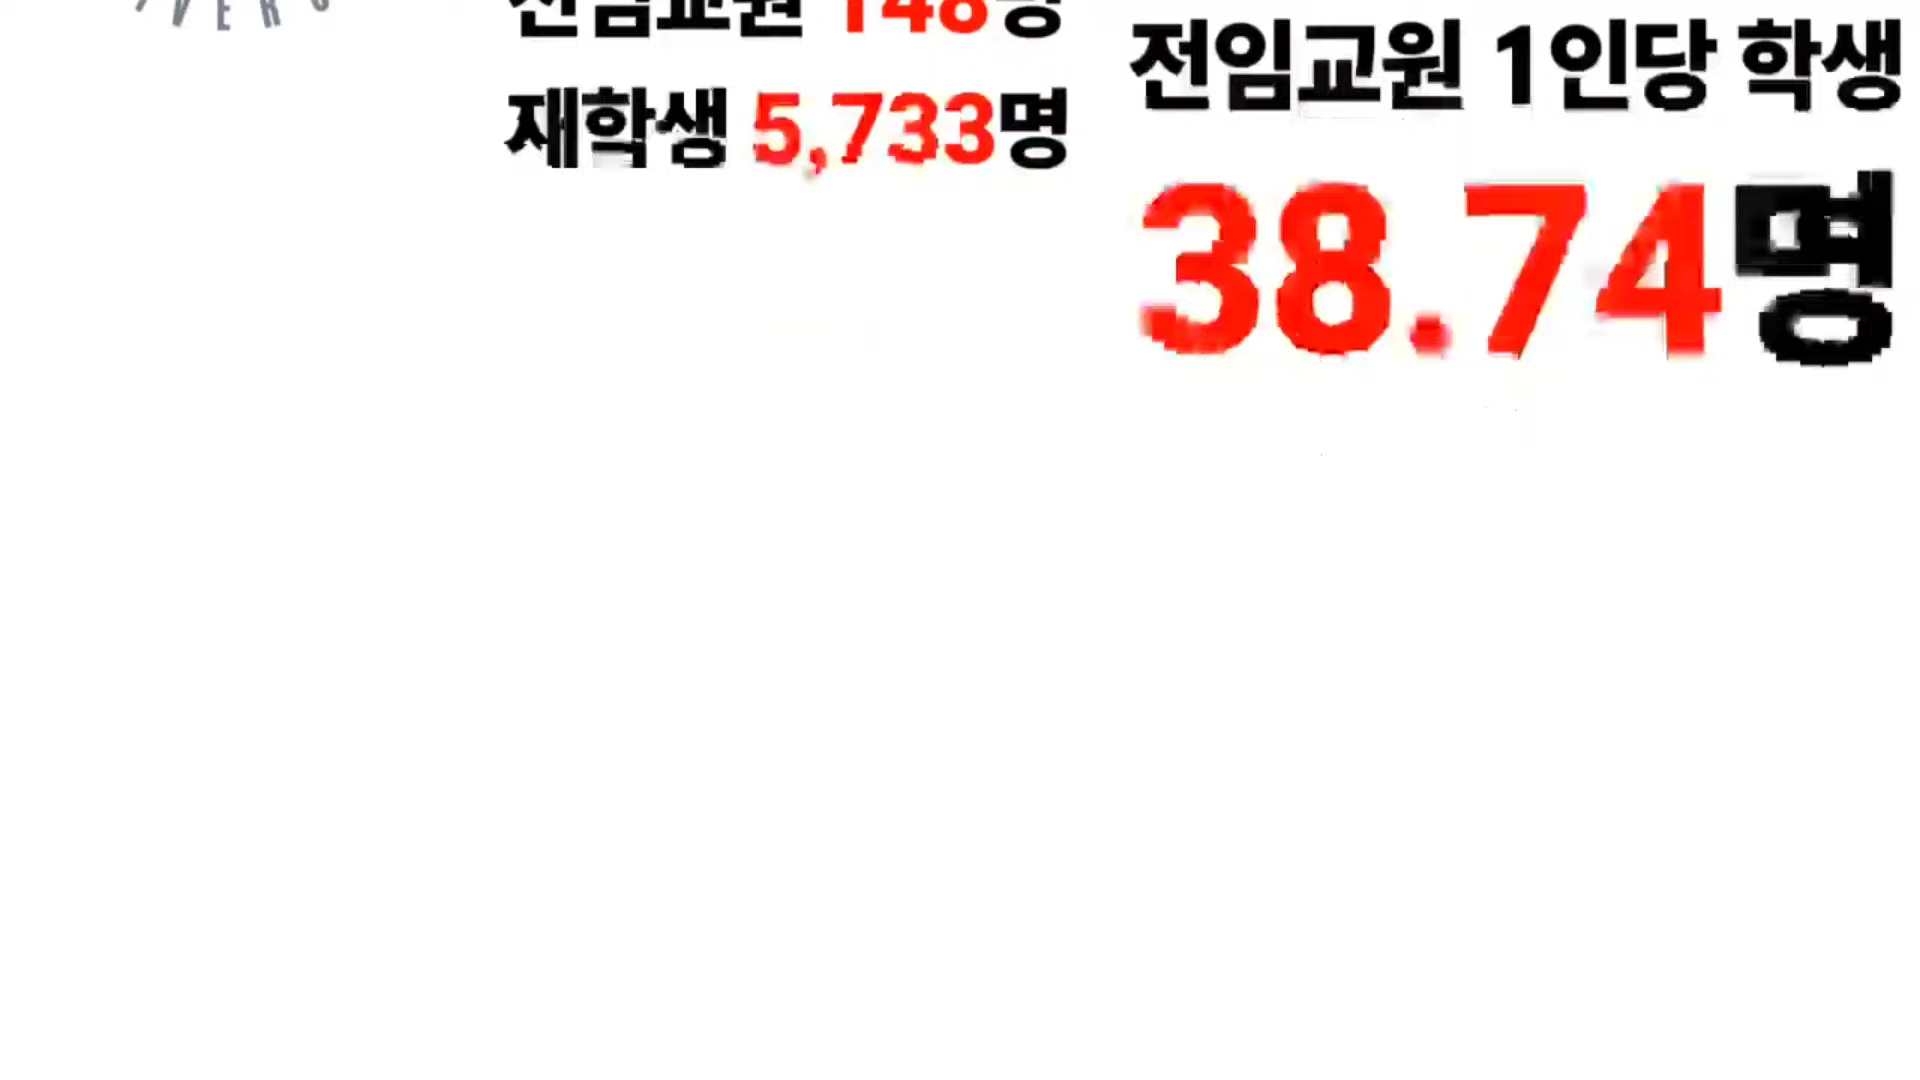 전임교원 148명
재학생 5,733명
전임교원 1인당 학생
38.74명